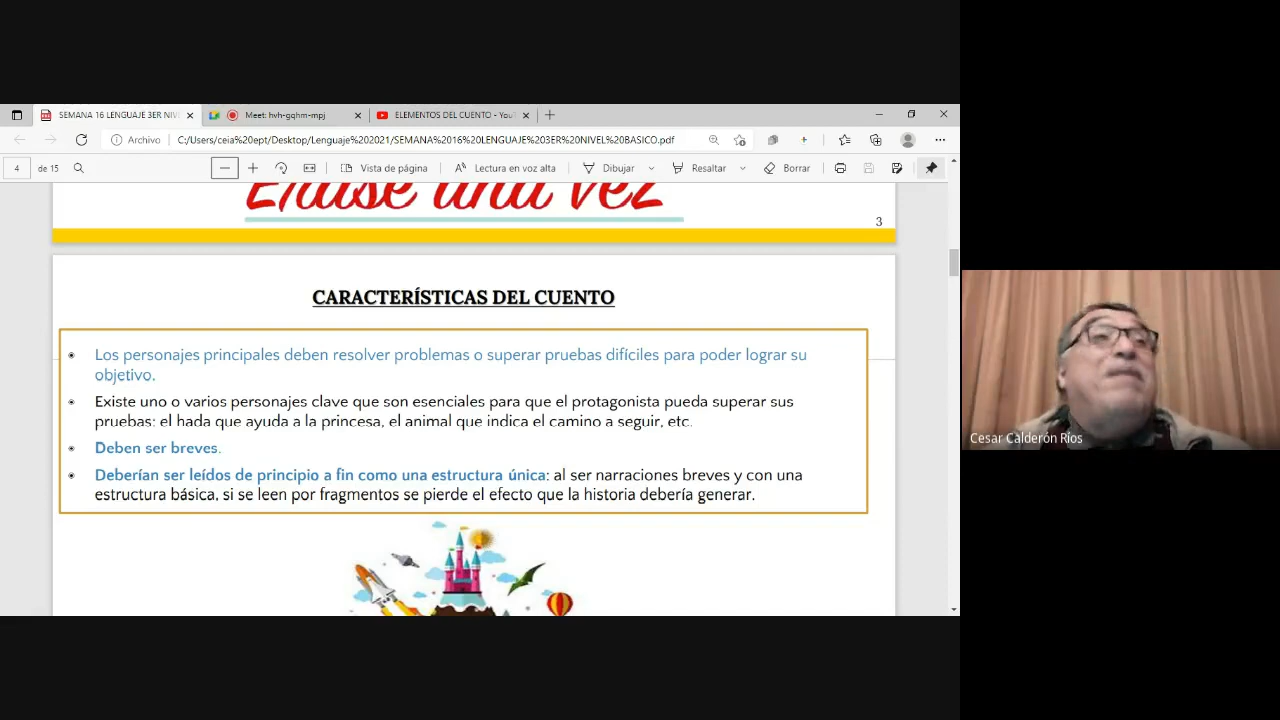 SEMANA 16 LENGUAJE 3ER NIV
Meet: hvh-gqhm-mpj
ELEMENTOS DEL CUENTO - You
Archivo
C:/Users/ceia%20ept/Desktop/Lenguaje%202021/SEMANA%2016%20LENGUAJE%203ER%20NIVEL%20BASICO.pdf
4 de 15
Vista de página
Lectura en voz alta
Dibujar
Resaltar
Borrar
Érase una vez
3
CARACTERÍSTICAS DEL CUENTO
Los personajes principales deben resolver problemas o superar pruebas difíciles para poder lograr su
objetivo.
Existe uno o varios personajes clave que son esenciales para que el protagonista pueda superar sus
pruebas: el hada que ayuda a la princesa, el animal que indica el camino a seguir, etc.
Deben ser breves.
Deberían ser leídos de principio a fin como una estructura única: al ser narraciones breves y con una
estructura básica, si se leen por fragmentos se pierde el efecto que la historia debería generar.
Cesar Calderón Ríos